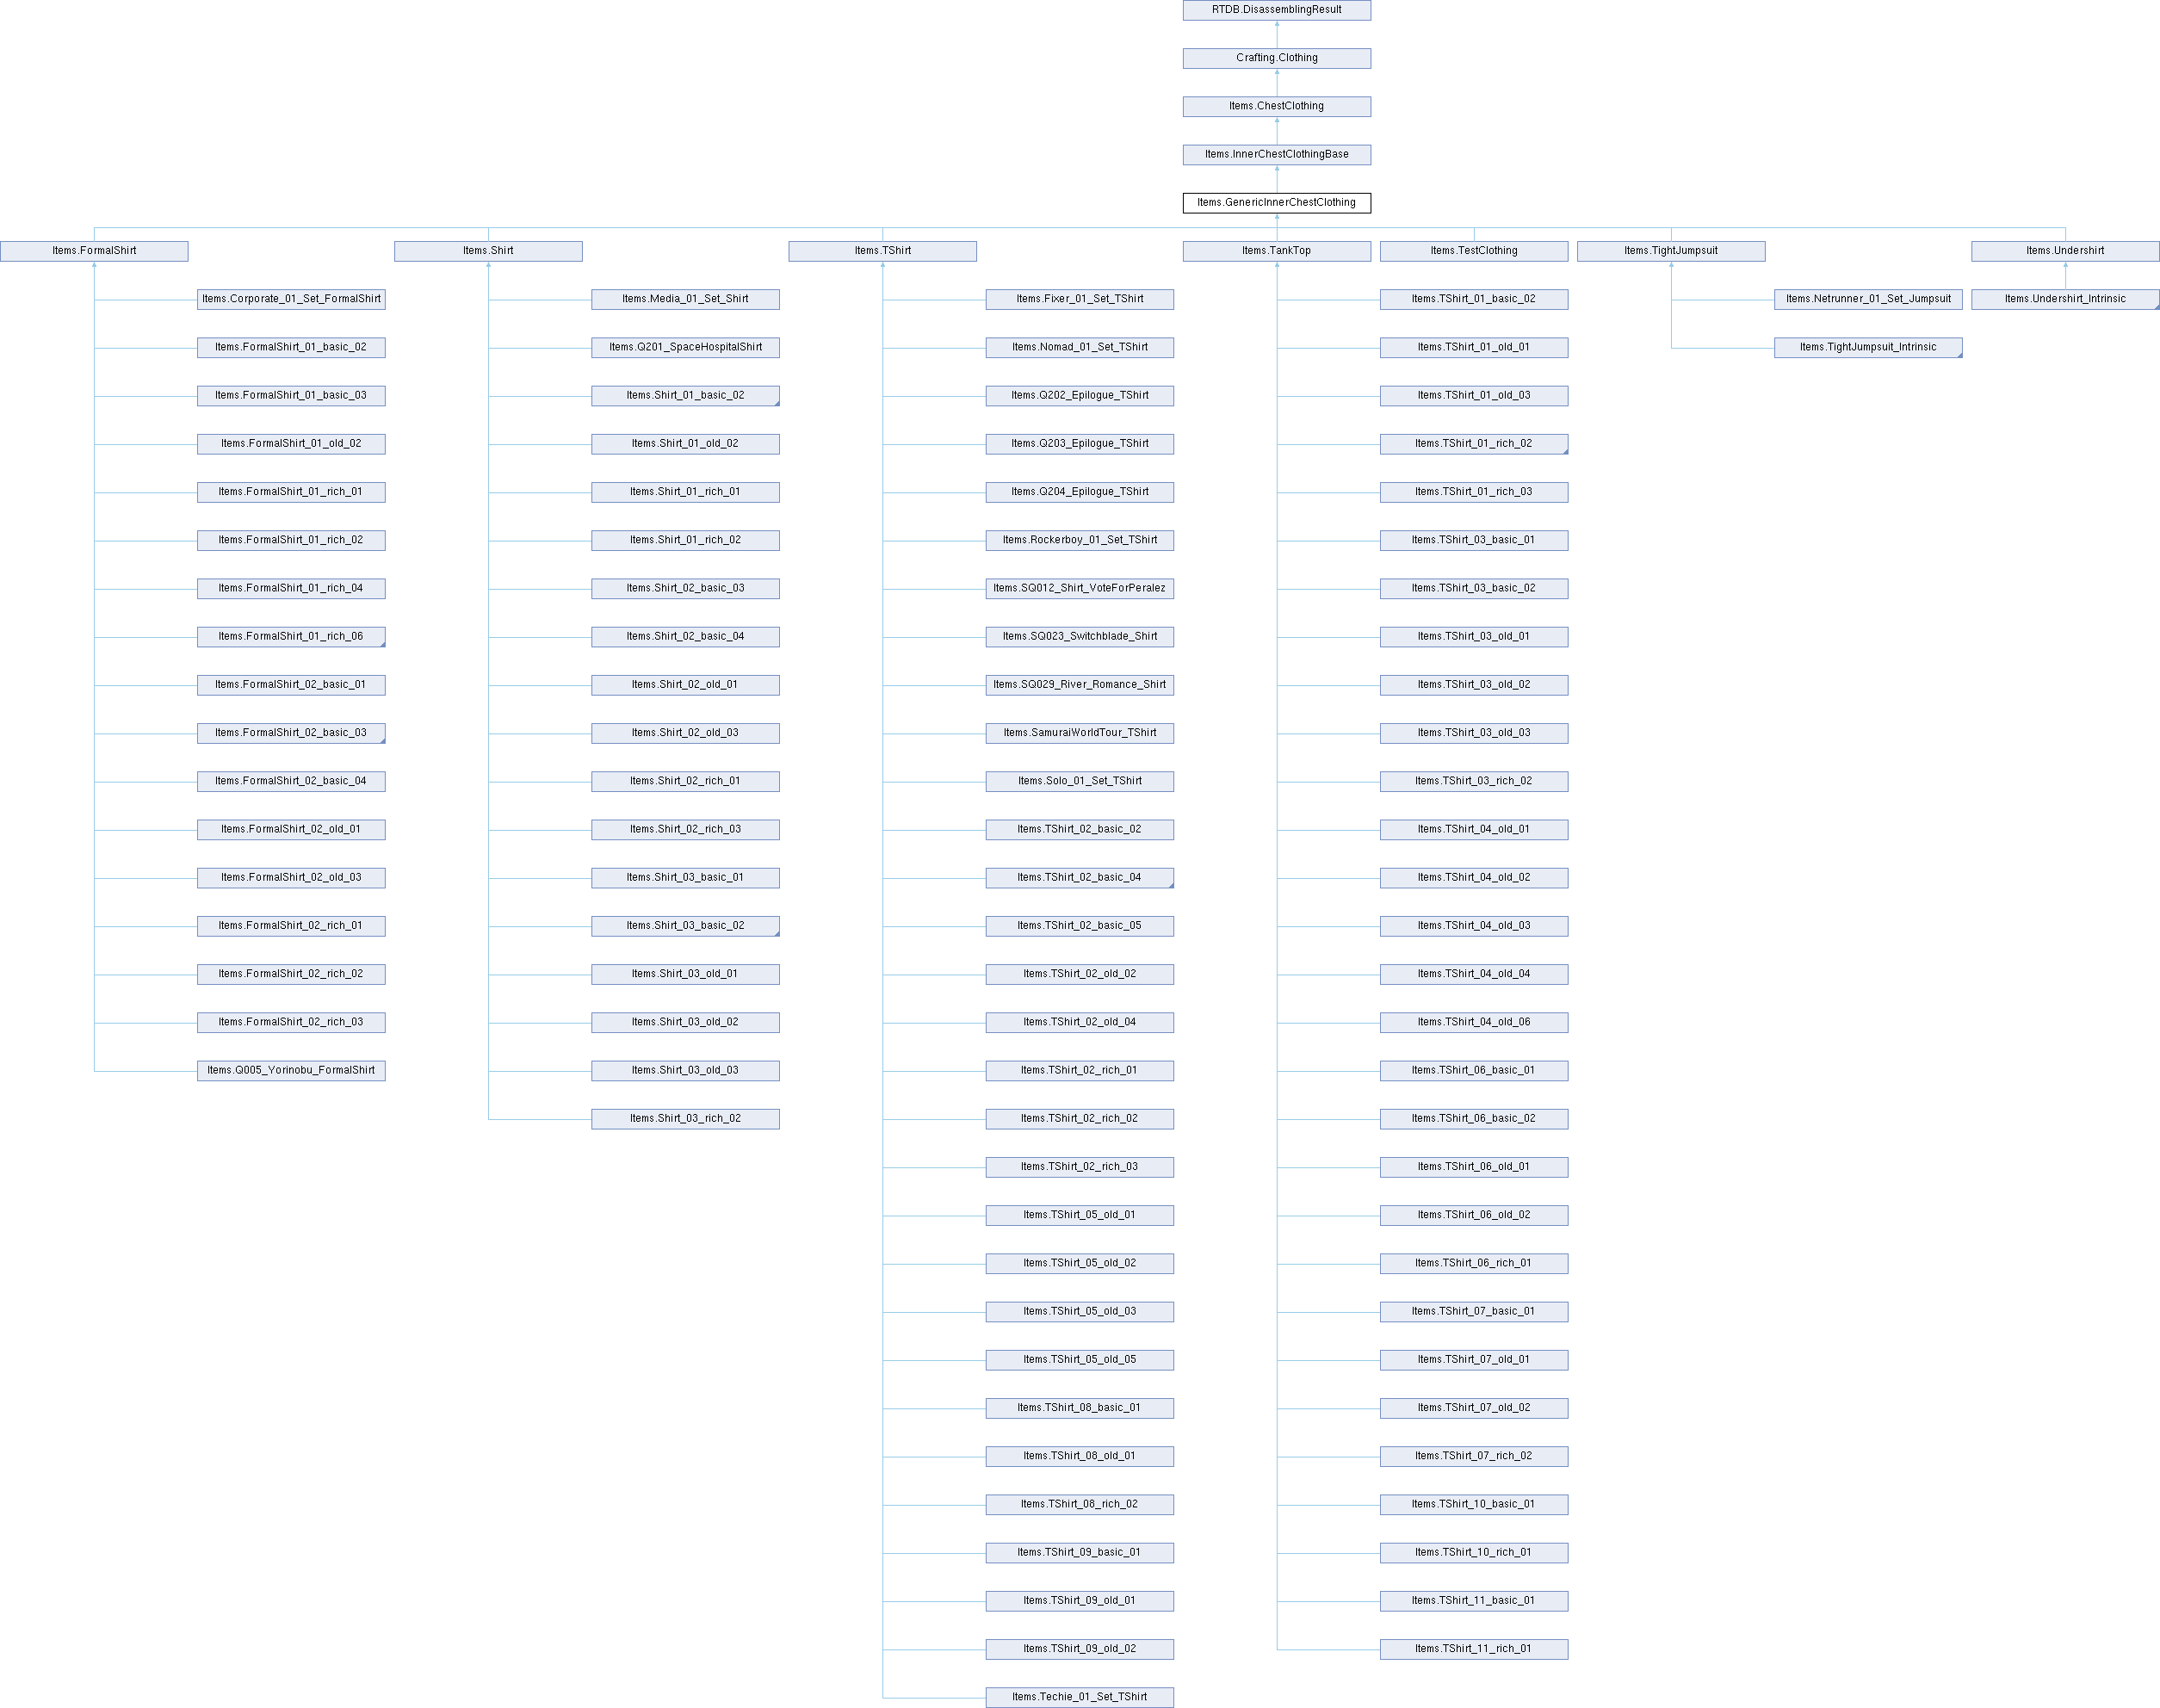 RTDB.DisassemblingResult
Crafting.Clothing
Items.ChestClothing
Items.InnerChestClothingBase
Items.GenericInnerChestClothing
Items.FormalShirt
Items.Corporate_01_Set_FormalShirt
Items.FormalShirt_01_basic_02
Items.FormalShirt_01_basic_03
Items.FormalShirt_01_old_02
Items.FormalShirt_01_rich_01
Items.FormalShirt_01_rich_02
Items.FormalShirt_01_rich_04
Items.FormalShirt_01_rich_06
Items.FormalShirt_02_basic_01
Items.FormalShirt_02_basic_03
Items.FormalShirt_02_basic_04
Items.FormalShirt_02_old_01
Items.FormalShirt_02_old_03
Items.FormalShirt_02_rich_01
Items.FormalShirt_02_rich_02
Items.FormalShirt_02_rich_03
Items.Q005_Yorinobu_FormalShirt
Items.Shirt
Items.Media_01_Set_Shirt
Items.Q201_SpaceHospitalShirt
Items.Shirt_01_basic_02
Items.Shirt_01_old_02
Items.Shirt_01_rich_01
Items.Shirt_01_rich_02
Items.Shirt_02_basic_03
Items.Shirt_02_basic_04
Items.Shirt_02_old_01
Items.Shirt_02_old_03
Items.Shirt_02_rich_01
Items.Shirt_02_rich_03
Items.Shirt_03_basic_01
Items.Shirt_03_basic_02
Items.Shirt_03_old_01
Items.Shirt_03_old_02
Items.Shirt_03_old_03
Items.Shirt_03_rich_02
Items.TShirt
Items.Fixer_01_Set_TShirt
Items.Nomad_01_Set_TShirt
Items.Q202_Epilogue_TShirt
Items.Q203_Epilogue_TShirt
Items.Q204_Epilogue_TShirt
Items.Rockerboy_01_Set_TShirt
Items.SQ012_Shirt_VoteForPeralez
Items.SQ023_Switchblade_Shirt
Items.SQ029_River_Romance_Shirt
Items.SamuraiWorldTour_TShirt
Items.Solo_01_Set_TShirt
Items.TShirt_02_basic_02
Items.TShirt_02_basic_04
Items.TShirt_02_basic_05
Items.TShirt_02_old_02
Items.TShirt_02_old_04
Items.TShirt_02_rich_01
Items.TShirt_02_rich_02
Items.TShirt_02_rich_03
Items.TShirt_05_old_01
Items.TShirt_05_old_02
Items.TShirt_05_old_03
Items.TShirt_05_old_05
Items.TShirt_08_basic_01
Items.TShirt_08_old_01
Items.TShirt_08_rich_02
Items.TShirt_09_basic_01
Items.TShirt_09_old_01
Items.TShirt_09_old_02
Items.Techie_01_Set_TShirt
Items.TankTop
Items.TShirt_01_basic_02
Items.TShirt_01_old_01
Items.TShirt_01_old_03
Items.TShirt_01_rich_02
Items.TShirt_01_rich_03
Items.TShirt_03_basic_01
Items.TShirt_03_basic_02
Items.TShirt_03_old_01
Items.TShirt_03_old_02
Items.TShirt_03_old_03
Items.TShirt_03_rich_02
Items.TShirt_04_old_01
Items.TShirt_04_old_02
Items.TShirt_04_old_03
Items.TShirt_04_old_04
Items.TShirt_04_old_06
Items.TShirt_06_basic_01
Items.TShirt_06_basic_02
Items.TShirt_06_old_01
Items.TShirt_06_old_02
Items.TShirt_06_rich_01
Items.TShirt_07_basic_01
Items.TShirt_07_old_01
Items.TShirt_07_old_02
Items.TShirt_07_rich_02
Items.TShirt_10_basic_01
Items.TShirt_10_rich_01
Items.TShirt_11_basic_01
Items.TShirt_11_rich_01
Items.TestClothing
Items.TightJumpsuit
Items.Netrunner_01_Set_Jumpsuit
Items.TightJumpsuit_Intrinsic
Items.Undershirt
Items.Undershirt_Intrinsic